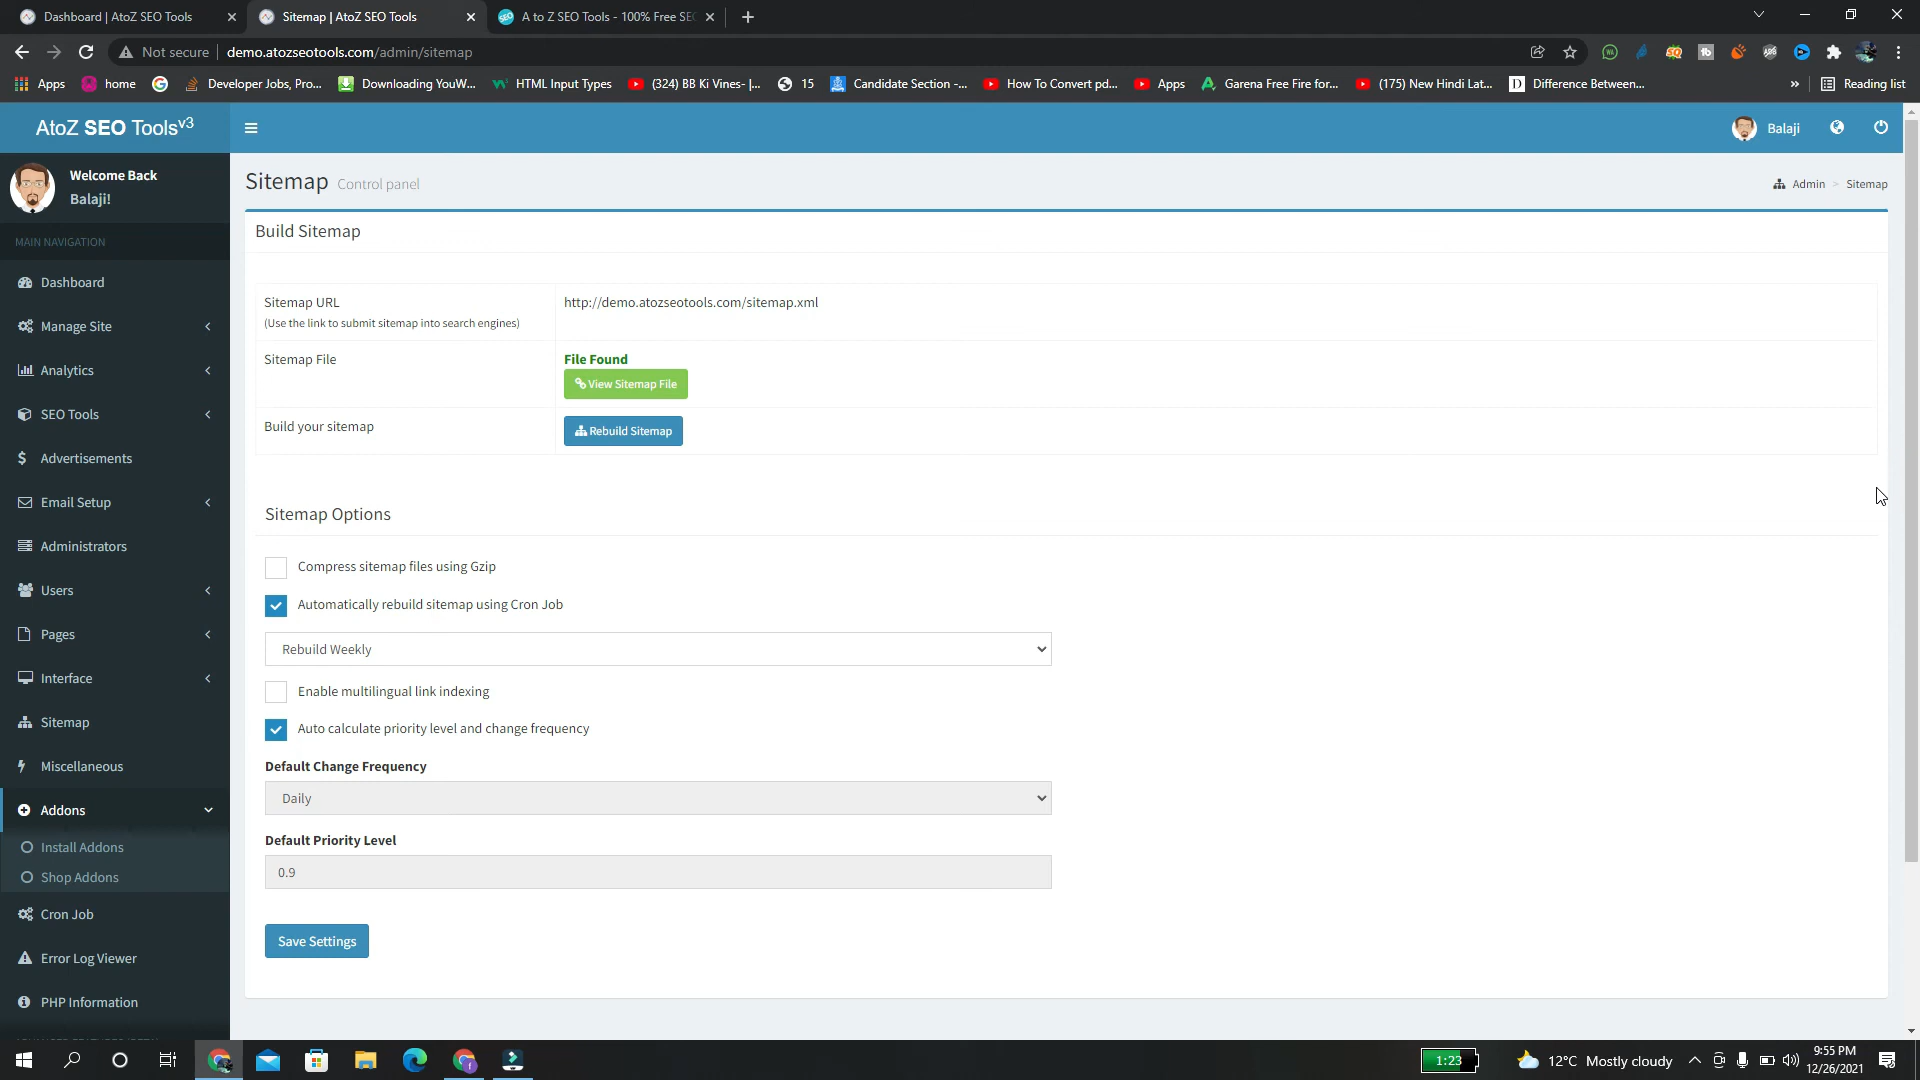 Dashboard | AtoZ SEO Tools
Sitemap | AtoZ SEO Tools
A to Z SEO Tools - 100% Free SEO
Not secure
demo.atozseotools.com/admin/sitemap
Apps
home
Developer Jobs, Pro...
Downloading YouW...
HTML Input Types
(324) BB Ki Vines- |...
15
Candidate Section -...
How To Convert pd...
Apps
Garena Free Fire for...
(175) New Hindi Lat...
Difference Between...
»
Reading list
AtoZ SEO Tools v3
Balaji
Welcome Back
Balaji!
Sitemap Control panel
Admin > Sitemap
MAIN NAVIGATION
Dashboard
Manage Site
Analytics
SEO Tools
Advertisements
Email Setup
Administrators
Users
Pages
Interface
Sitemap
Miscellaneous
Addons
Install Addons
Shop Addons
Cron Job
Error Log Viewer
PHP Information
Build Sitemap
Sitemap URL
(Use the link to submit sitemap into search engines)
http://demo.atozseotools.com/sitemap.xml
Sitemap File
File Found
View Sitemap File
Build your sitemap
Rebuild Sitemap
Sitemap Options
Compress sitemap files using Gzip
Automatically rebuild sitemap using Cron Job
Rebuild Weekly
Enable multilingual link indexing
Auto calculate priority level and change frequency
Default Change Frequency
Daily
Default Priority Level
0.9
Save Settings
1:23
12°C Mostly cloudy
9:55 PM
12/26/2021